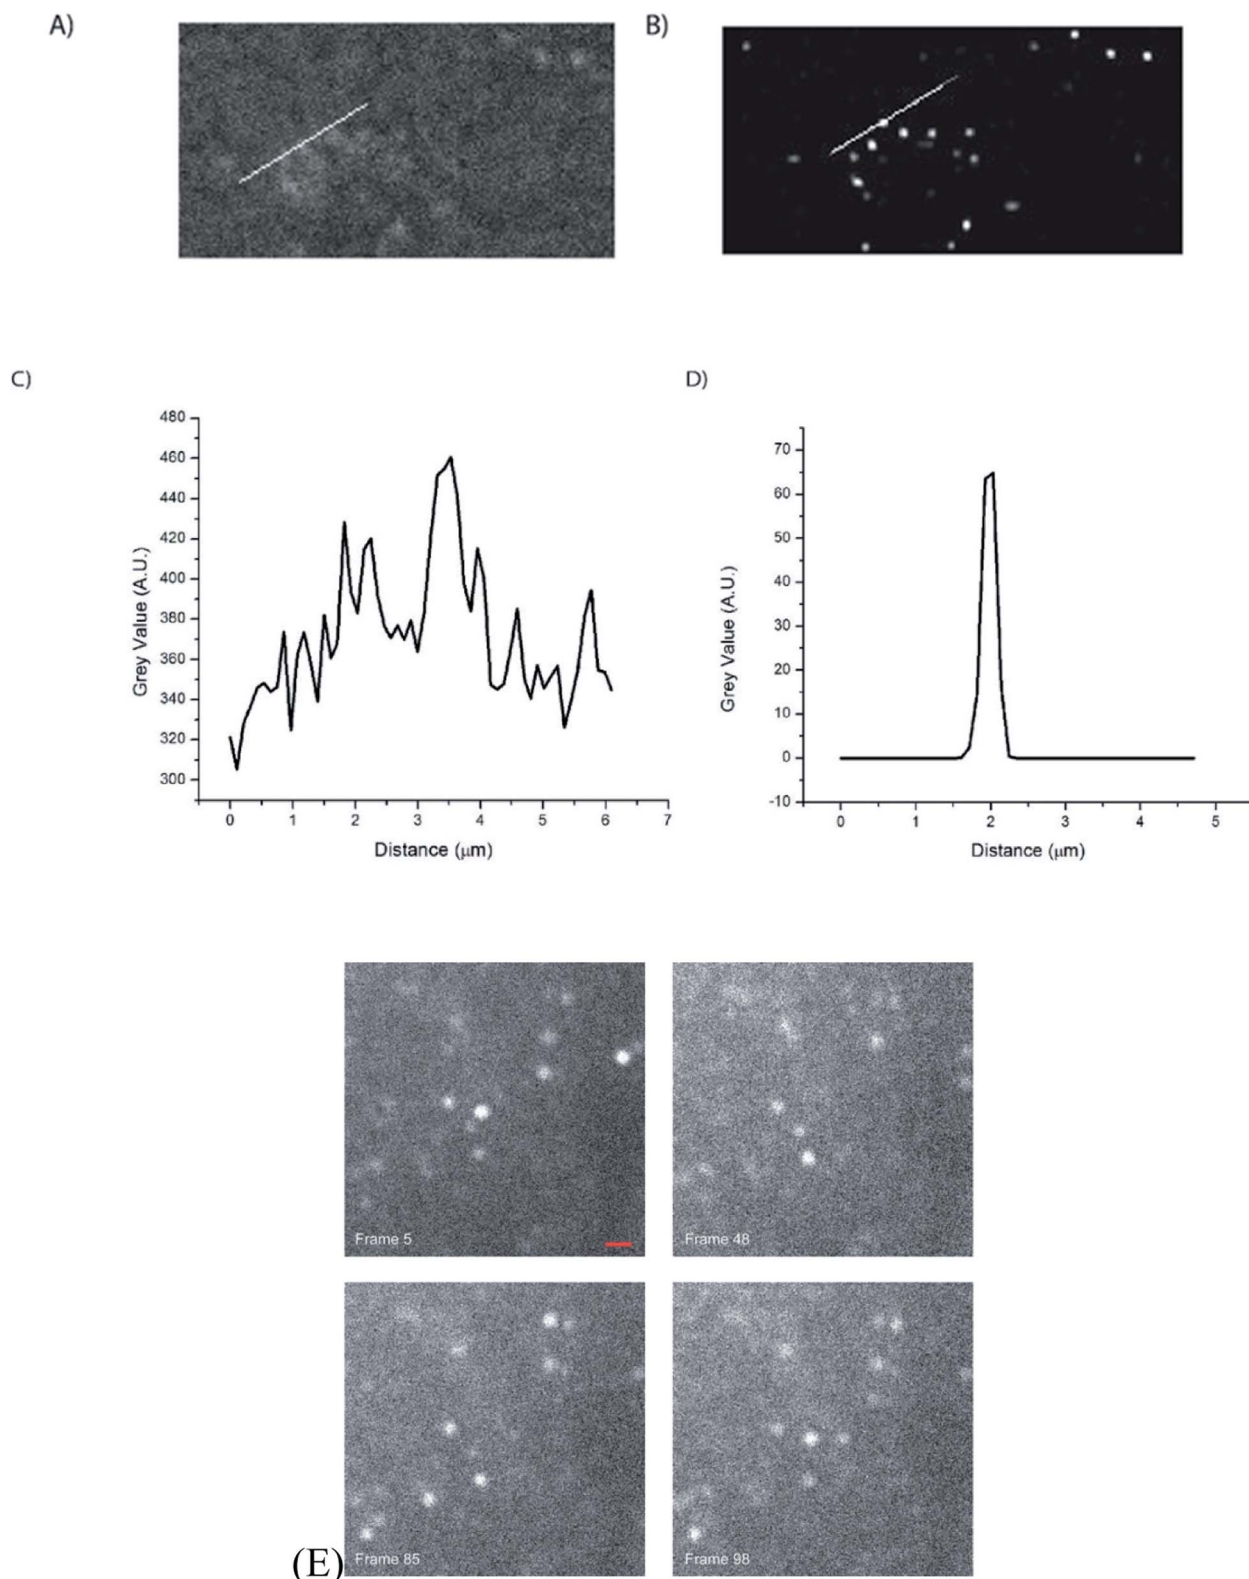 A)
B)
C)
D)
480
460
440
420
400
380
360
340
320
300
Grey Value (A.U.)
0 1 2 3 4 5 6 7
Distance (μm)
70
60
50
40
30
20
10
0
-10
Grey Value (A.U.)
0 1 2 3 4 5
Distance (μm)
Frame 5
Frame 48
Frame 85
Frame 98
(E)